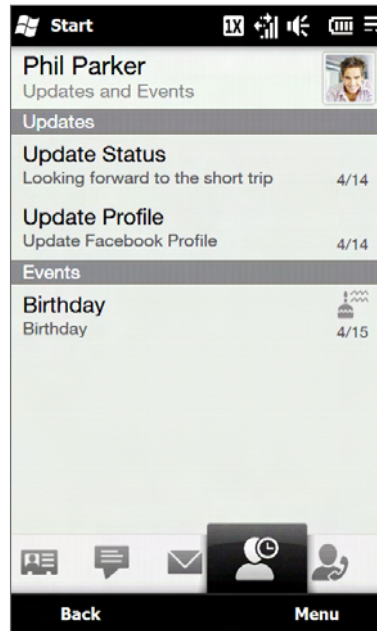 Start 1X
Phil Parker
Updates and Events
Updates
Update Status
Looking forward to the short trip 4/14
Update Profile
Update Facebook Profile 4/14
Events
Birthday
Birthday 4/15
Back Menu